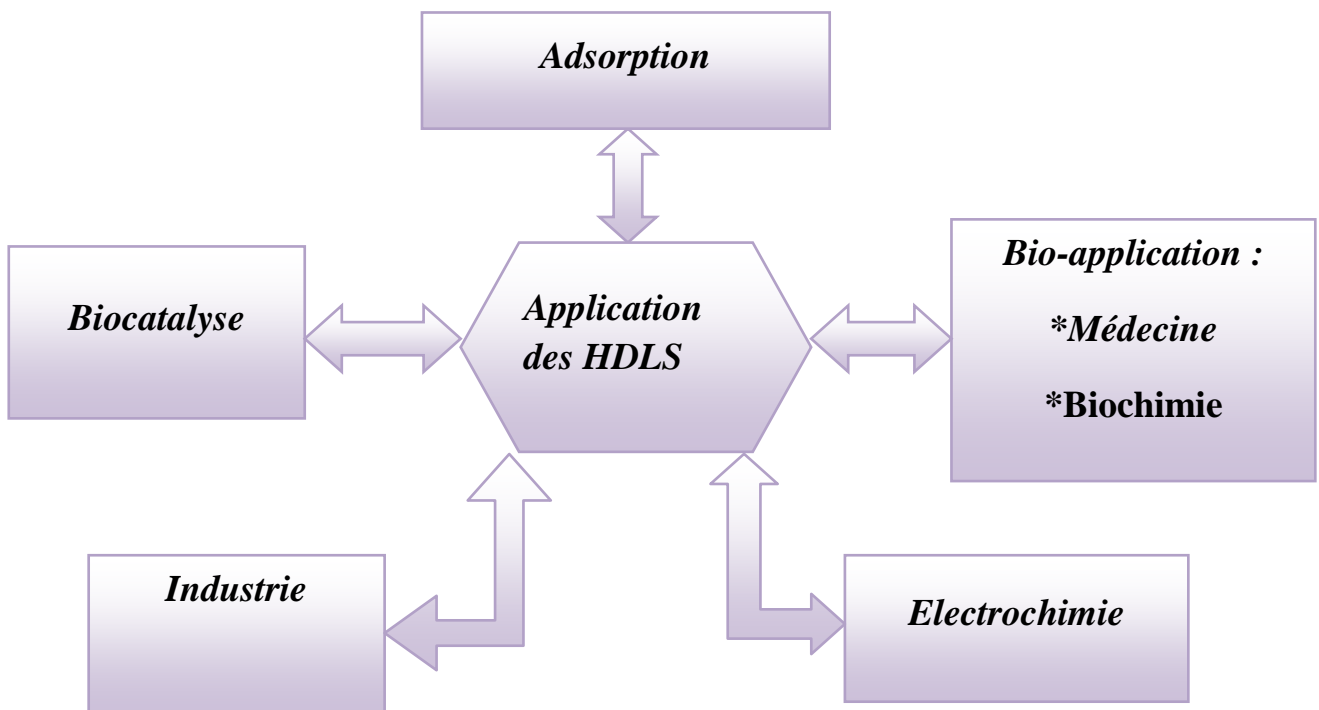 Adsorption
Biocatalyse
Application
des HDLS
Bio-application :
*Médecine
*Biochimie
Industrie
Electrochimie